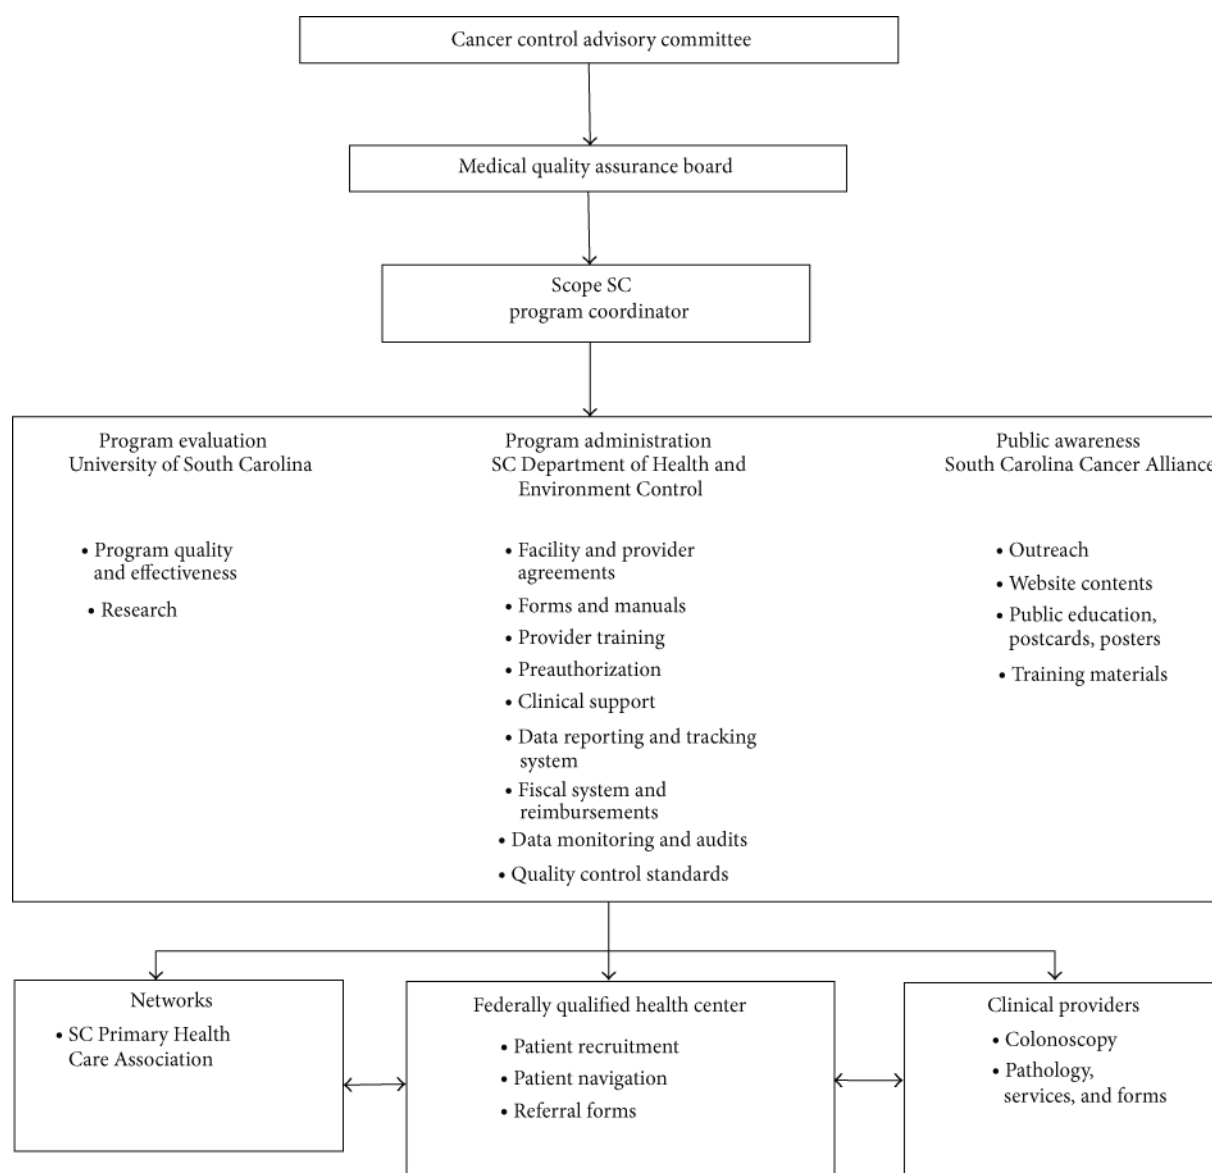 Cancer control advisory committee
Medical quality assurance board
Scope SC
program coordinator
Program evaluation
University of South Carolina
• Program quality
and effectiveness
• Research
Program administration
SC Department of Health and
Environment Control
• Facility and provider
agreements
• Forms and manuals
• Provider training
• Preauthorization
• Clinical support
• Data reporting and tracking
system
• Fiscal system and
reimbursements
• Data monitoring and audits
• Quality control standards
Public awareness
South Carolina Cancer Alliance
• Outreach
• Website contents
• Public education,
postcards, posters
• Training materials
Networks
• SC Primary Health
Care Association
Federally qualified health center
• Patient recruitment
• Patient navigation
• Referral forms
Clinical providers
• Colonoscopy
• Pathology,
services, and forms